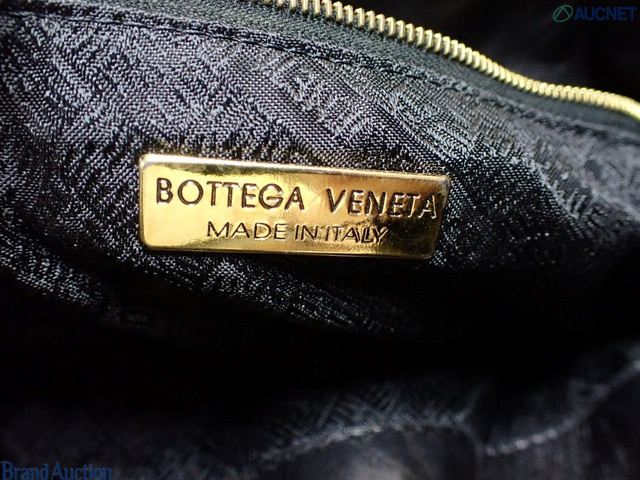 AUCNET
BOTTEGA VENETA
MADE IN ITALY
Brand Auction